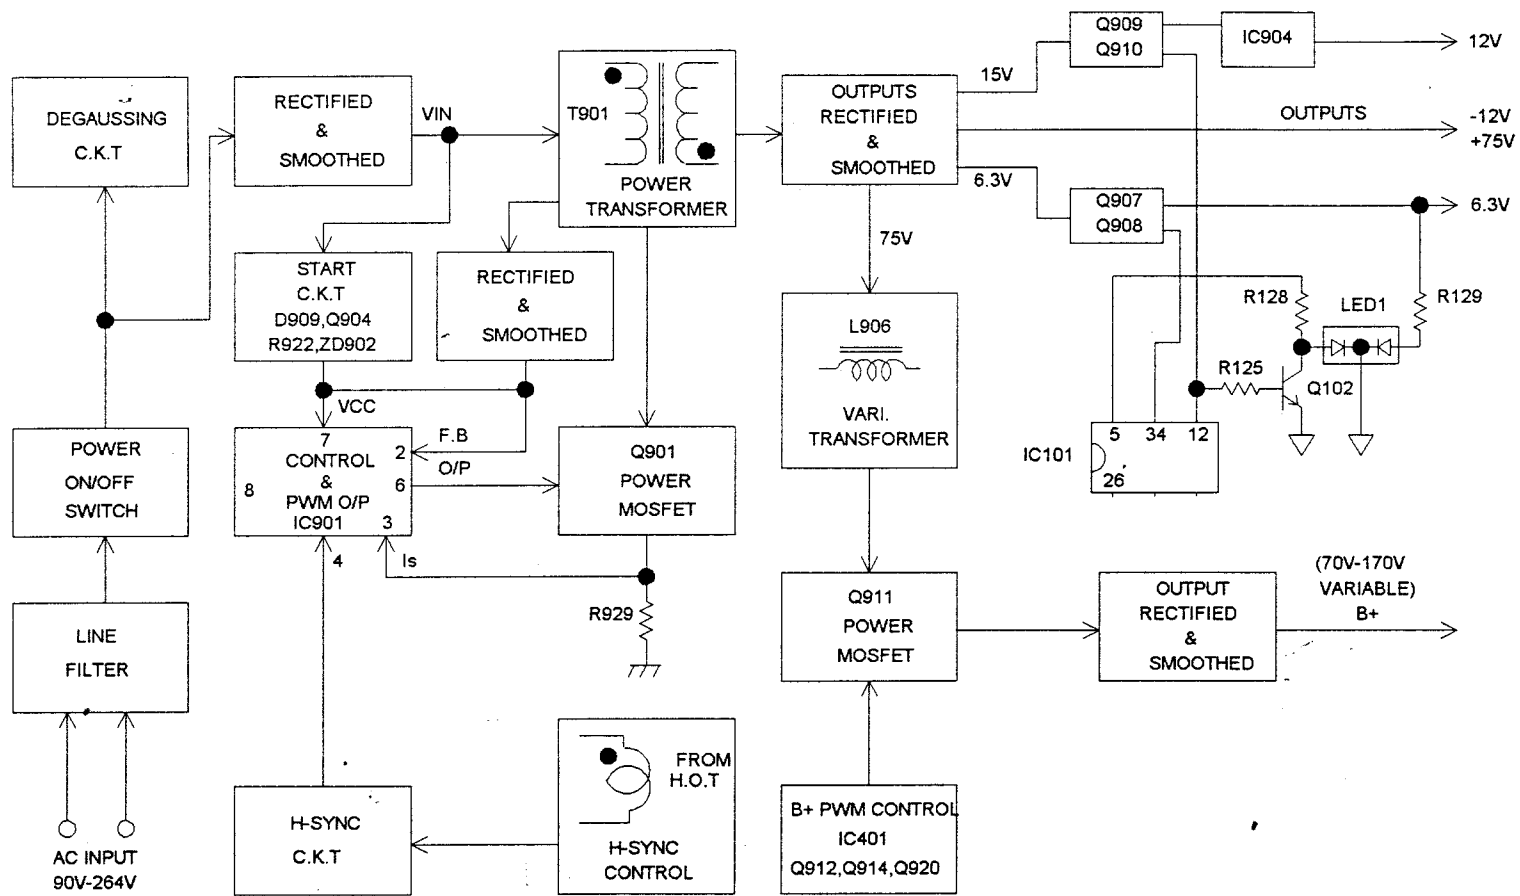 DEGAUSSING
C.K.T
RECTIFIED
&
SMOOTHED
VIN
T901
POWER
TRANSFORMER
OUTPUTS
RECTIFIED
&
SMOOTHED
15V
6.3V
75V
Q909
Q910
IC904
12V
OUTPUTS
-12V
+75V
Q907
Q908
6.3V
START
C.K.T
D909,Q904
R922,ZD902
RECTIFIED
&
SMOOTHED
VCC
L906
VARI.
TRANSFORMER
R128
LED1
R129
R125
Q102
IC101
5
34
12
26
POWER
ON/OFF
SWITCH
7
CONTROL
&
PWM O/P
IC901
8
2
6
3
4
F.B
O/P
Is
Q901
POWER
MOSFET
R929
LINE
FILTER
AC INPUT
90V-264V
H-SYNC
C.K.T
FROM
H.O.T
H-SYNC
CONTROL
Q911
POWER
MOSFET
OUTPUT
RECTIFIED
&
SMOOTHED
(70V-170V
VARIABLE)
B+
B+ PWM CONTROL
IC401
Q912,Q914,Q920